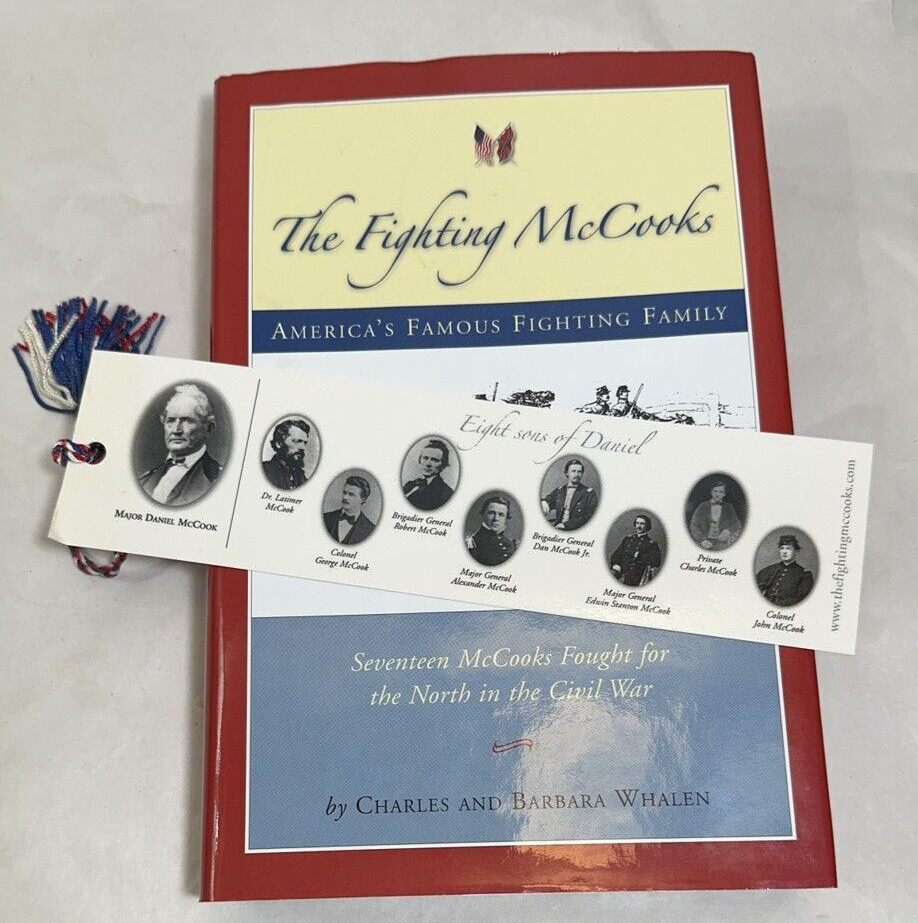 The Fighting McCooks
America's Famous Fighting Family
Eight sons of Daniel
Major Daniel McCook
Dr. Latimer
McCook
Colonel
George McCook
Brigadier General
Robert McCook
Major General
Alexander McCook
Brigadier General
Dan McCook Jr.
Major General
Edwin Stanton McCook
Private
Charles McCook
Colonel
John McCook
www.thefightingmccooks.com
Seventeen McCooks Fought for
the North in the Civil War
by Charles and Barbara Whalen